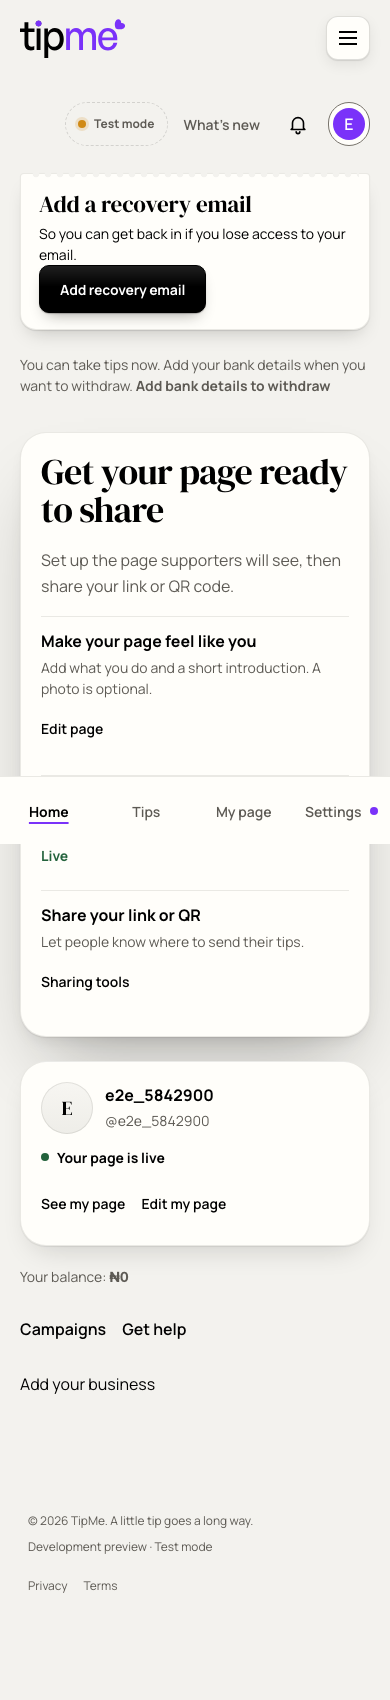 tipme
Test mode
What's new
E
Add a recovery email
So you can get back in if you lose access to your
email.
Add recovery email
You can take tips now. Add your bank details when you
want to withdraw. Add bank details to withdraw
Get your page ready
to share
Set up the page supporters will see, then
share your link or QR code.
Make your page feel like you
Add what you do and a short introduction. A
photo is optional.
Edit page
Home
Tips
My page
Settings
Live
Share your link or QR
Let people know where to send their tips.
Sharing tools
E
e2e_5842900
@e2e_5842900
Your page is live
See my page
Edit my page
Your balance: ₦0
Campaigns
Get help
Add your business
© 2026 TipMe. A little tip goes a long way.
Development preview · Test mode
Privacy
Terms